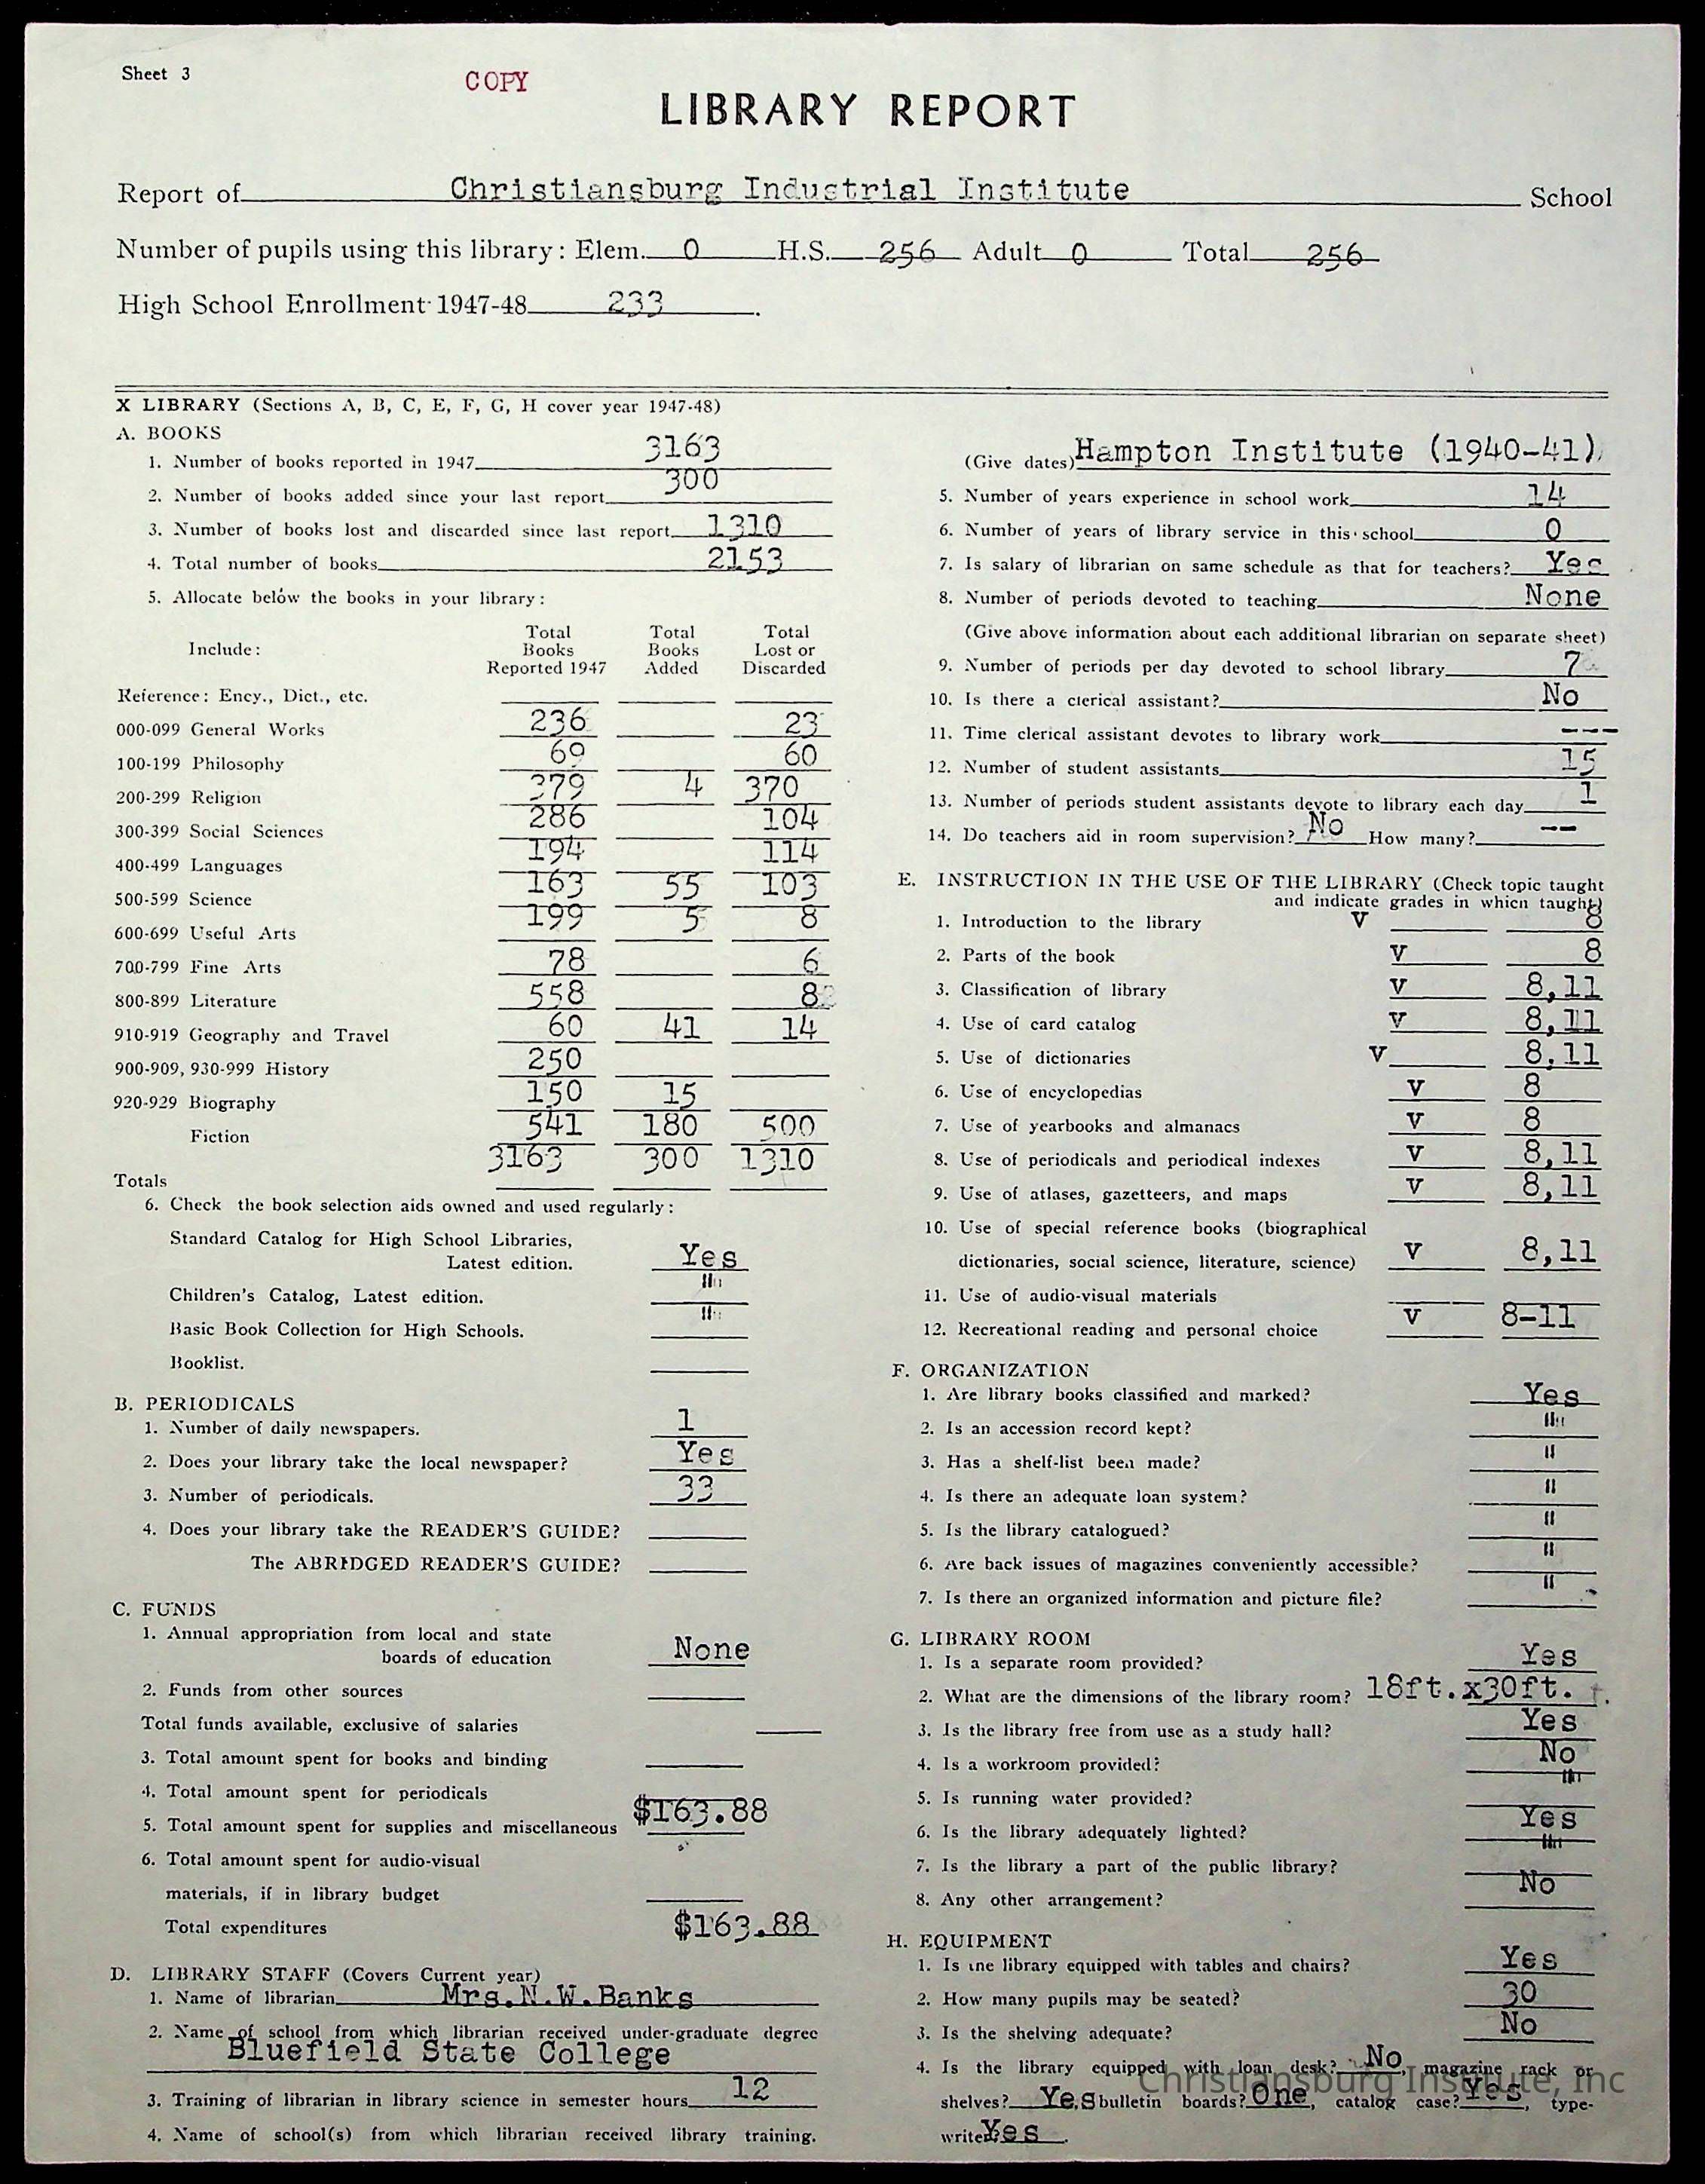 Sheet 3
COPY
LIBRARY REPORT
Report of Christiansburg Industrial Institute School
Number of pupils using this library: Elem. 0 H.S. 256 Adult 0 Total 256
High School Enrollment 1947-48 233.
X LIBRARY (Sections A, B, C, E, F, G, H cover year 1947-48)
A. BOOKS
1. Number of books reported in 1947 3163
2. Number of books added since your last report 300
3. Number of books lost and discarded since last report 1310
4. Total number of books 2153
5. Allocate below the books in your library:
Include: Total Books Reported 1947 Total Books Added Total Lost or Discarded
Reference: Ency., Dict., etc.
000-099 General Works 236 23
100-199 Philosophy 69 60
200-299 Religion 379 4 370
300-399 Social Sciences 286 104
400-499 Languages 194 114
500-599 Science 163 55 103
600-699 Useful Arts 199 5 8
700-799 Fine Arts 78 6
800-899 Literature 558 8
910-919 Geography and Travel 60 41 14
900-909, 930-999 History 250
920-929 Biography 150 15
Fiction 541 180 500
Totals 3163 300 1310
6. Check the book selection aids owned and used regularly:
Standard Catalog for High School Libraries,
Latest edition. Yes
Children's Catalog, Latest edition. "
Basic Book Collection for High Schools. "
Booklist.
B. PERIODICALS
1. Number of daily newspapers. 1
2. Does your library take the local newspaper? Yes
3. Number of periodicals. 33
4. Does your library take the READER'S GUIDE?
The ABRIDGED READER'S GUIDE?
C. FUNDS
1. Annual appropriation from local and state
boards of education None
2. Funds from other sources
Total funds available, exclusive of salaries
3. Total amount spent for books and binding
4. Total amount spent for periodicals
5. Total amount spent for supplies and miscellaneous $163.88
6. Total amount spent for audio-visual
materials, if in library budget
Total expenditures $163.88
D. LIBRARY STAFF (Covers Current year)
1. Name of librarian Mrs.N.W.Banks
2. Name of school from which librarian received under-graduate degree
Bluefield State College
3. Training of librarian in library science in semester hours 12
4. Name of school(s) from which librarian received library training.
(Give dates) Hampton Institute (1940-41)
5. Number of years experience in school work 14
6. Number of years of library service in this school 0
7. Is salary of librarian on same schedule as that for teachers? Yes
8. Number of periods devoted to teaching None
(Give above information about each additional librarian on separate sheet)
9. Number of periods per day devoted to school library 7
10. Is there a clerical assistant? No
11. Time clerical assistant devotes to library work ---
12. Number of student assistants 15
13. Number of periods student assistants devote to library each day 1
14. Do teachers aid in room supervision? No How many? --
E. INSTRUCTION IN THE USE OF THE LIBRARY (Check topic taught
and indicate grades in which taught)
1. Introduction to the library V 8
2. Parts of the book V 8
3. Classification of library V 8,11
4. Use of card catalog V 8,11
5. Use of dictionaries V 8,11
6. Use of encyclopedias V 8
7. Use of yearbooks and almanacs V 8
8. Use of periodicals and periodical indexes V 8,11
9. Use of atlases, gazetteers, and maps V 8,11
10. Use of special reference books (biographical
dictionaries, social science, literature, science) V 8,11
11. Use of audio-visual materials
12. Recreational reading and personal choice V 8-11
F. ORGANIZATION
1. Are library books classified and marked? Yes
2. Is an accession record kept? "
3. Has a shelf-list been made? "
4. Is there an adequate loan system? "
5. Is the library catalogued? "
6. Are back issues of magazines conveniently accessible? "
7. Is there an organized information and picture file? "
G. LIBRARY ROOM
1. Is a separate room provided? Yes
2. What are the dimensions of the library room? 18ft.x30ft.
3. Is the library free from use as a study hall? Yes
4. Is a workroom provided? No
5. Is running water provided? "
6. Is the library adequately lighted? Yes
7. Is the library a part of the public library? "
8. Any other arrangement? No
H. EQUIPMENT
1. Is the library equipped with tables and chairs? Yes
2. How many pupils may be seated? 30
3. Is the shelving adequate? No
4. Is the library equipped with loan desk? No, magazine rack or
shelves? Yes, bulletin boards? One, catalog case? Yes, type-
writer? Yes.
Christiansburg Institute, Inc